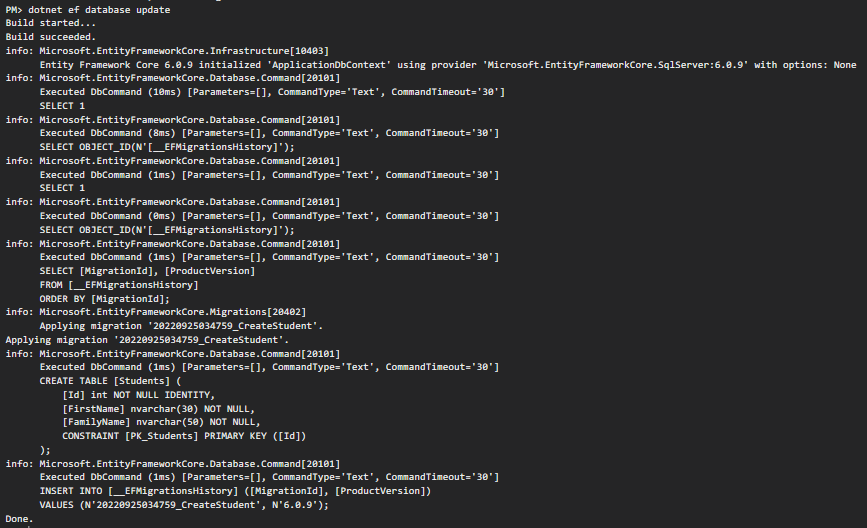 PM> dotnet ef database update
Build started...
Build succeeded.
info: Microsoft.EntityFrameworkCore.Infrastructure[10403]
      Entity Framework Core 6.0.9 initialized 'ApplicationDbContext' using provider 'Microsoft.EntityFrameworkCore.SqlServer:6.0.9' with options: None
info: Microsoft.EntityFrameworkCore.Database.Command[20101]
      Executed DbCommand (10ms) [Parameters=[], CommandType='Text', CommandTimeout='30']
      SELECT 1
info: Microsoft.EntityFrameworkCore.Database.Command[20101]
      Executed DbCommand (8ms) [Parameters=[], CommandType='Text', CommandTimeout='30']
      SELECT OBJECT_ID(N'[__EFMigrationsHistory]');
info: Microsoft.EntityFrameworkCore.Database.Command[20101]
      Executed DbCommand (1ms) [Parameters=[], CommandType='Text', CommandTimeout='30']
      SELECT 1
info: Microsoft.EntityFrameworkCore.Database.Command[20101]
      Executed DbCommand (0ms) [Parameters=[], CommandType='Text', CommandTimeout='30']
      SELECT OBJECT_ID(N'[__EFMigrationsHistory]');
info: Microsoft.EntityFrameworkCore.Database.Command[20101]
      Executed DbCommand (1ms) [Parameters=[], CommandType='Text', CommandTimeout='30']
      SELECT [MigrationId], [ProductVersion]
      FROM [__EFMigrationsHistory]
      ORDER BY [MigrationId];
info: Microsoft.EntityFrameworkCore.Migrations[20402]
      Applying migration '20220925034759_CreateStudent'.
Applying migration '20220925034759_CreateStudent'.
info: Microsoft.EntityFrameworkCore.Database.Command[20101]
      Executed DbCommand (1ms) [Parameters=[], CommandType='Text', CommandTimeout='30']
      CREATE TABLE [Students] (
          [Id] int NOT NULL IDENTITY,
          [FirstName] nvarchar(30) NOT NULL,
          [FamilyName] nvarchar(50) NOT NULL,
          CONSTRAINT [PK_Students] PRIMARY KEY ([Id])
      );
info: Microsoft.EntityFrameworkCore.Database.Command[20101]
      Executed DbCommand (1ms) [Parameters=[], CommandType='Text', CommandTimeout='30']
      INSERT INTO [__EFMigrationsHistory] ([MigrationId], [ProductVersion])
      VALUES (N'20220925034759_CreateStudent', N'6.0.9');
Done.